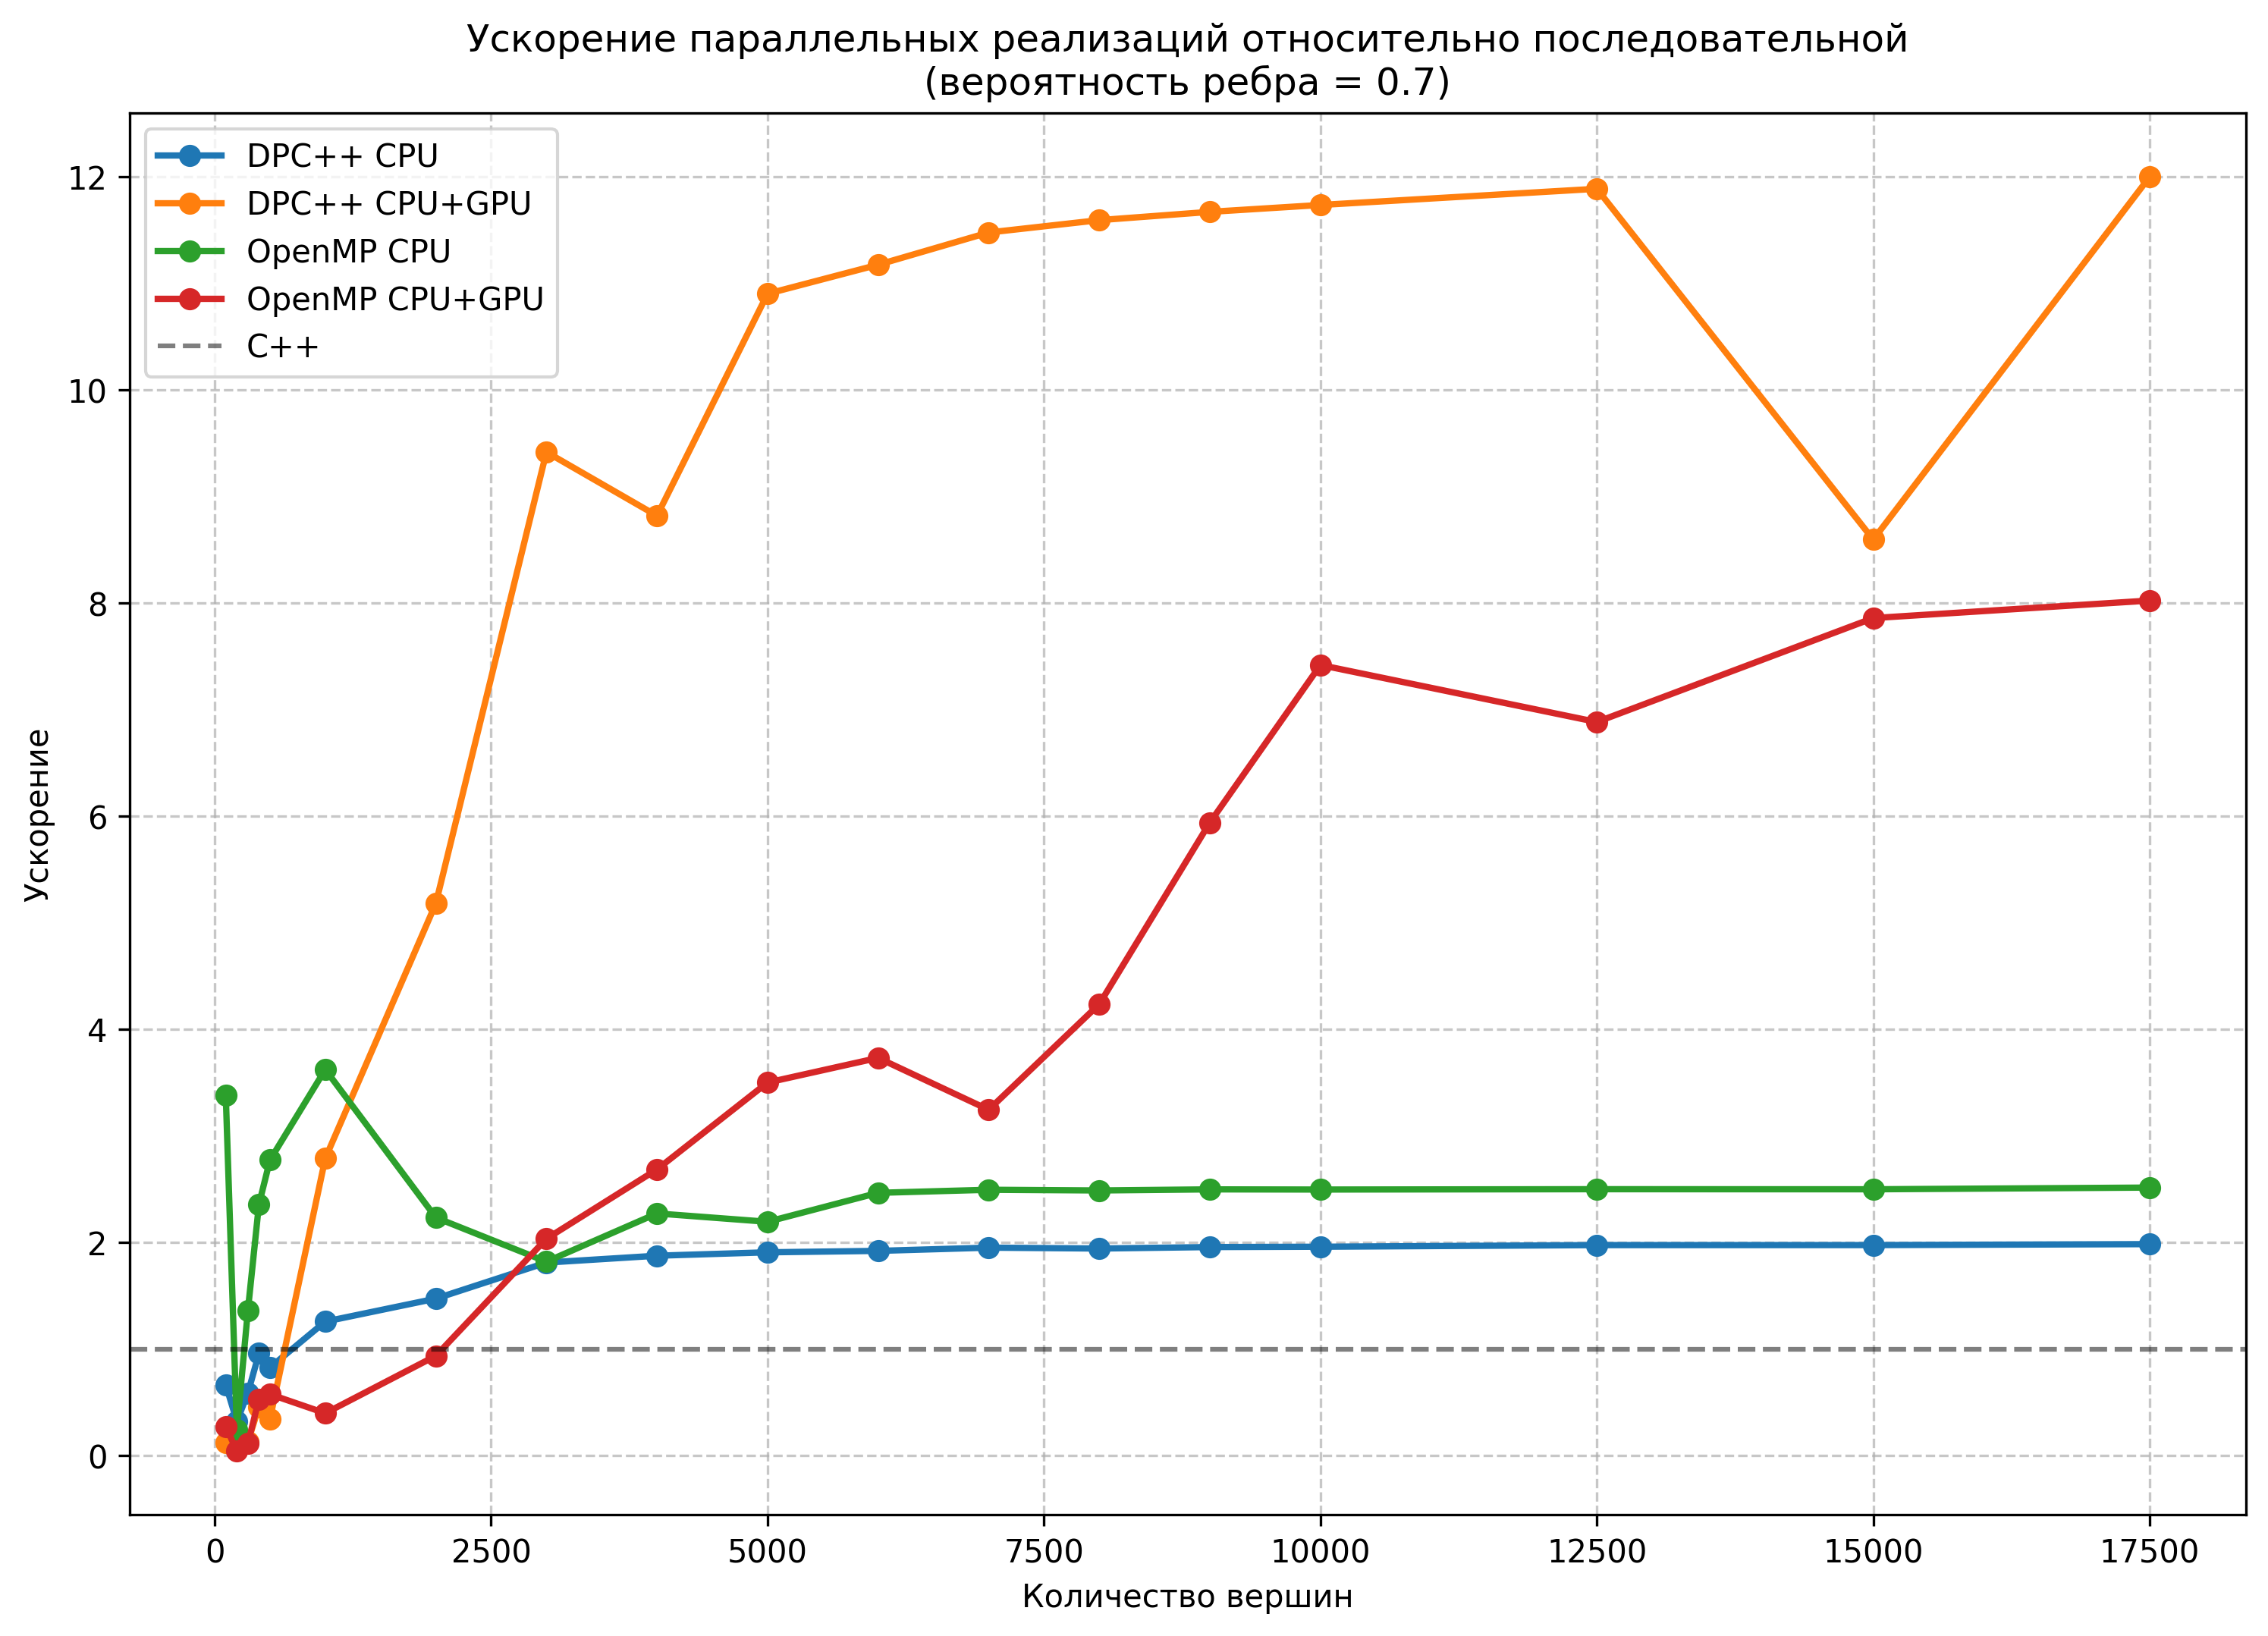 Ускорение параллельных реализаций относительно последовательной
(вероятность ребра = 0.7)
DPC++ CPU
DPC++ CPU+GPU
OpenMP CPU
OpenMP CPU+GPU
C++
Ускорение
12
10
8
6
4
2
0
0 2500 5000 7500 10000 12500 15000 17500
Количество вершин